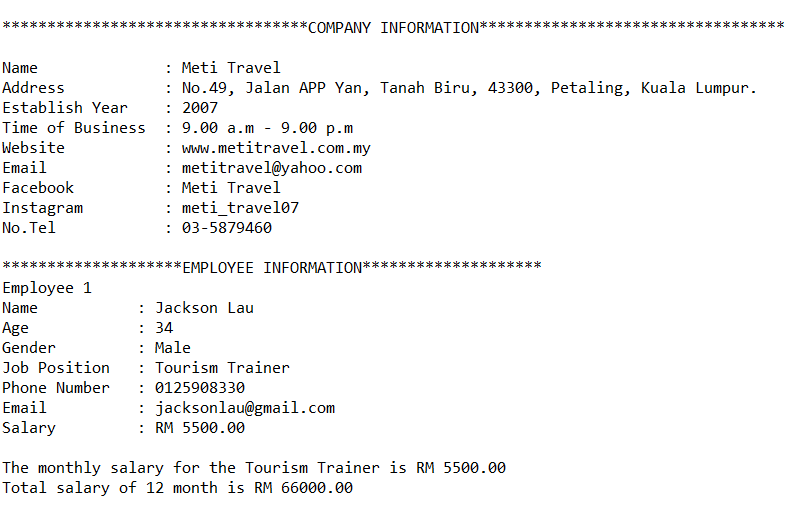 **********************************COMPANY INFORMATION**********************************
Name              : Meti Travel
Address           : No.49, Jalan APP Yan, Tanah Biru, 43300, Petaling, Kuala Lumpur.
Establish Year    : 2007
Time of Business  : 9.00 a.m - 9.00 p.m
Website           : www.metitravel.com.my
Email             : metitravel@yahoo.com
Facebook          : Meti Travel
Instagram         : meti_travel07
No.Tel            : 03-5879460
********************EMPLOYEE INFORMATION********************
Employee 1
Name           : Jackson Lau
Age            : 34
Gender         : Male
Job Position   : Tourism Trainer
Phone Number   : 0125908330
Email          : jacksonlau@gmail.com
Salary         : RM 5500.00
The monthly salary for the Tourism Trainer is RM 5500.00
Total salary of 12 month is RM 66000.00